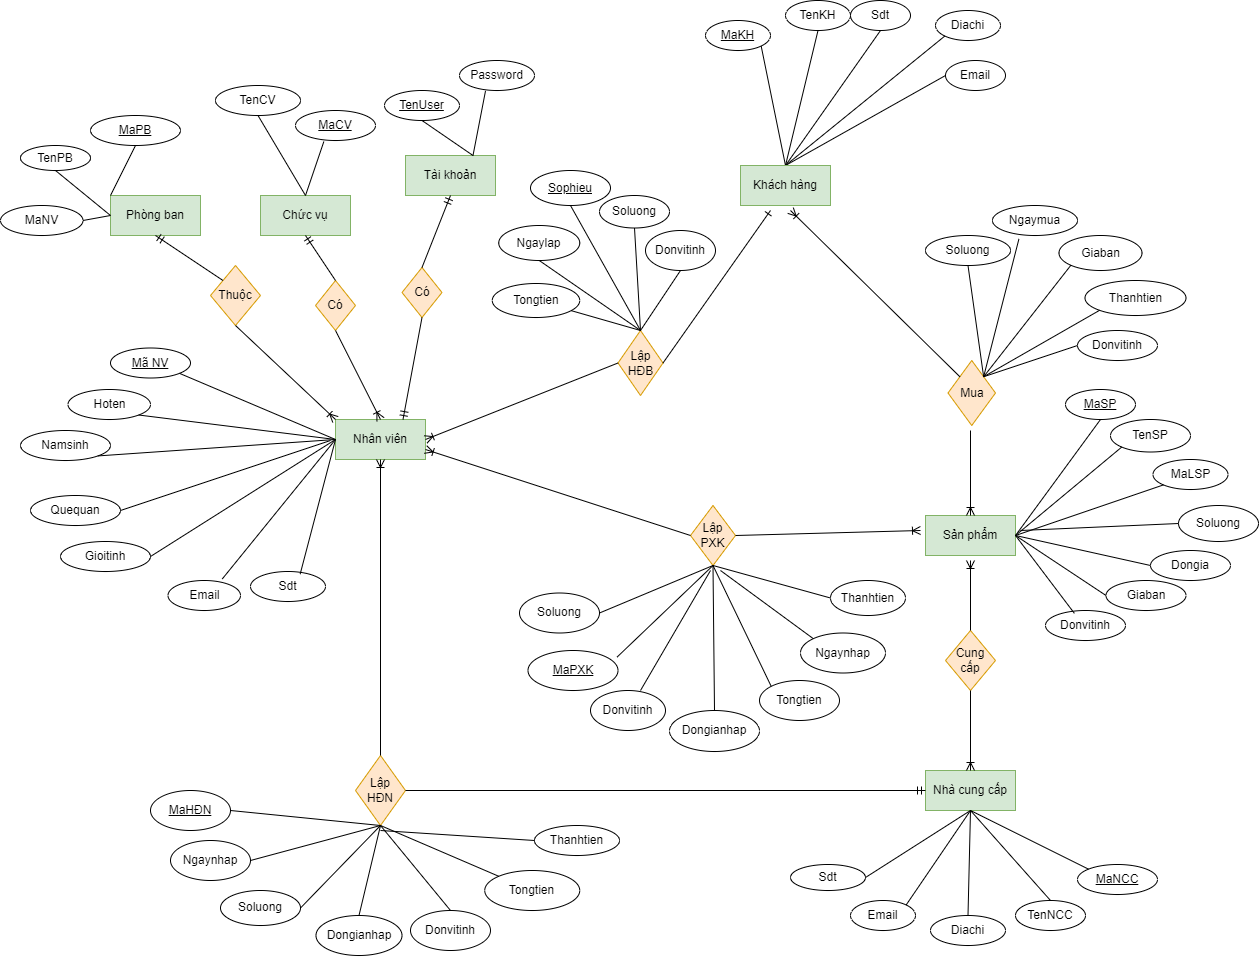 MaKH
TenKH
Sdt
Diachi
Email
Password
TenUser
TenCV
MaCV
MaPB
TenPB
MaNV
Phòng ban
Chức vụ
Tài khoản
Khách hàng
Sophieu
Soluong
Ngaylap
Donvitinh
Tongtien
Ngaymua
Soluong
Giaban
Thanhtien
Donvitinh
Thuộc
Có
Có
Lập
HĐB
Mua
Mã NV
Hoten
Namsinh
Quequan
Gioitinh
Email
Sdt
Nhân viên
MaSP
TenSP
MaLSP
Soluong
Dongia
Giaban
Donvitinh
Sản phẩm
Lập
PXK
Soluong
MaPXK
Donvitinh
Dongianhap
Tongtien
Ngaynhap
Thanhtien
Cung
cấp
Lập
HĐN
Nhà cung cấp
MaHĐN
Ngaynhap
Soluong
Dongianhap
Donvitinh
Tongtien
Thanhtien
Sdt
Email
Diachi
TenNCC
MaNCC